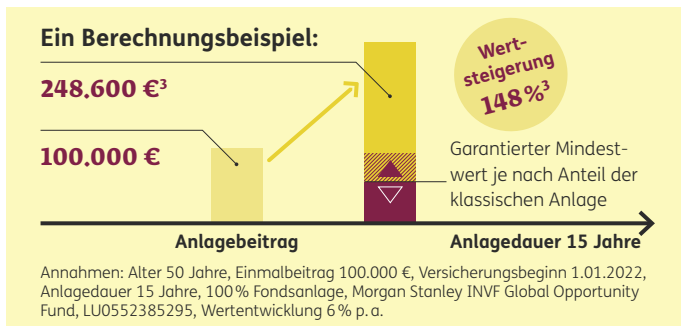 Ein Berechnungsbeispiel:
248.600 €³
100.000 €
Wert-
steigerung
148%³
Garantierter Mindest-
wert je nach Anteil der
klassischen Anlage
Anlagebeitrag
Anlagedauer 15 Jahre
Annahmen: Alter 50 Jahre, Einmalbeitrag 100.000 €, Versicherungsbeginn 1.01.2022,
Anlagedauer 15 Jahre, 100% Fondsanlage, Morgan Stanley INVF Global Opportunity
Fund, LU0552385295, Wertentwicklung 6% p.a.